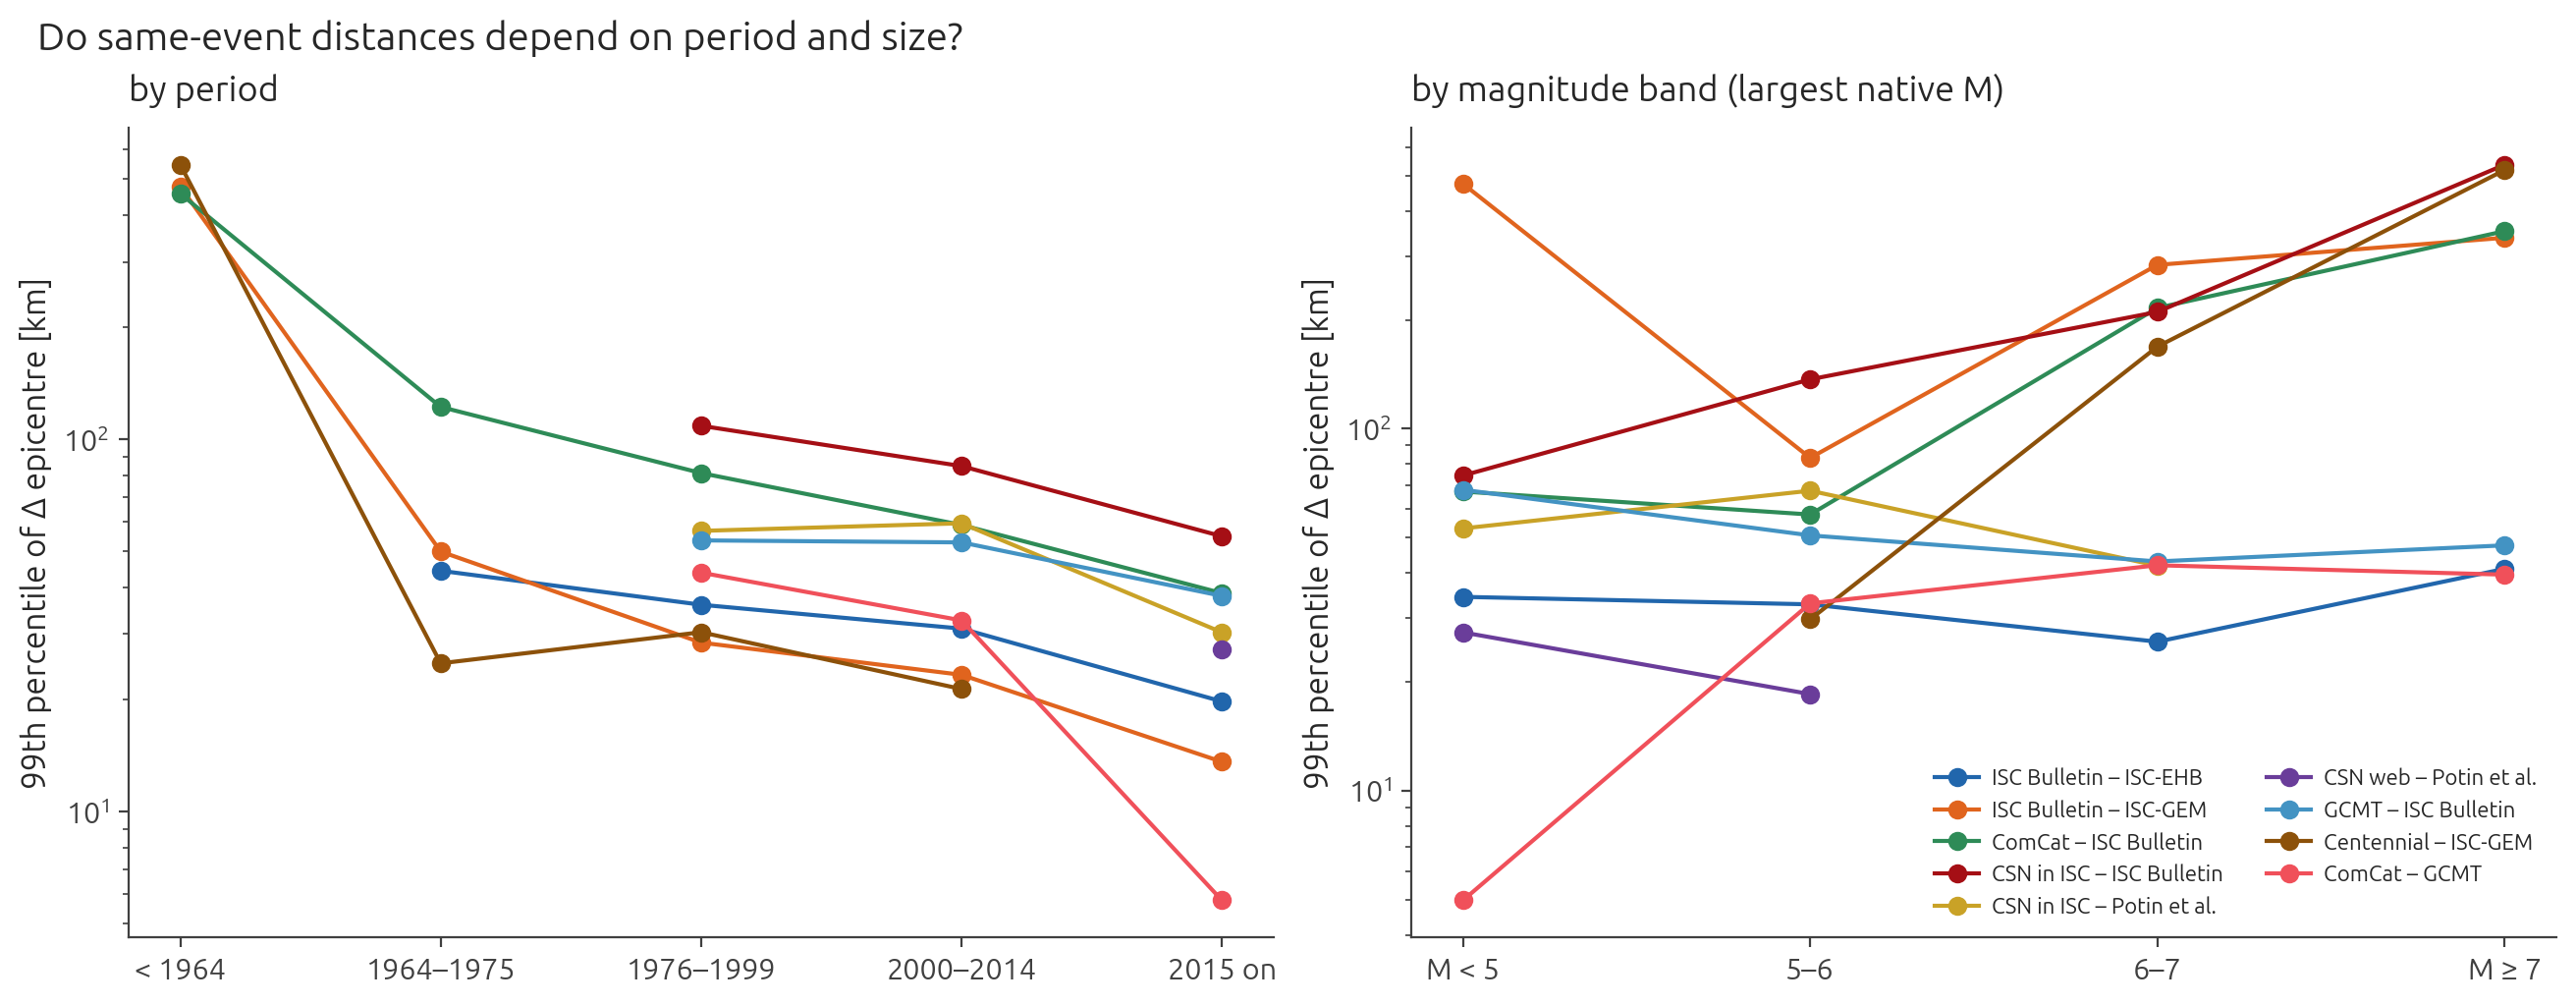 Do same-event distances depend on period and size?
by period
99th percentile of Δ epicentre [km]
10²
10¹
< 1964
1964–1975
1976–1999
2000–2014
2015 on
by magnitude band (largest native M)
99th percentile of Δ epicentre [km]
10²
10¹
M < 5
5–6
6–7
M ≥ 7
ISC Bulletin – ISC-EHB
ISC Bulletin – ISC-GEM
ComCat – ISC Bulletin
CSN in ISC – ISC Bulletin
CSN in ISC – Potin et al.
CSN web – Potin et al.
GCMT – ISC Bulletin
Centennial – ISC-GEM
ComCat – GCMT